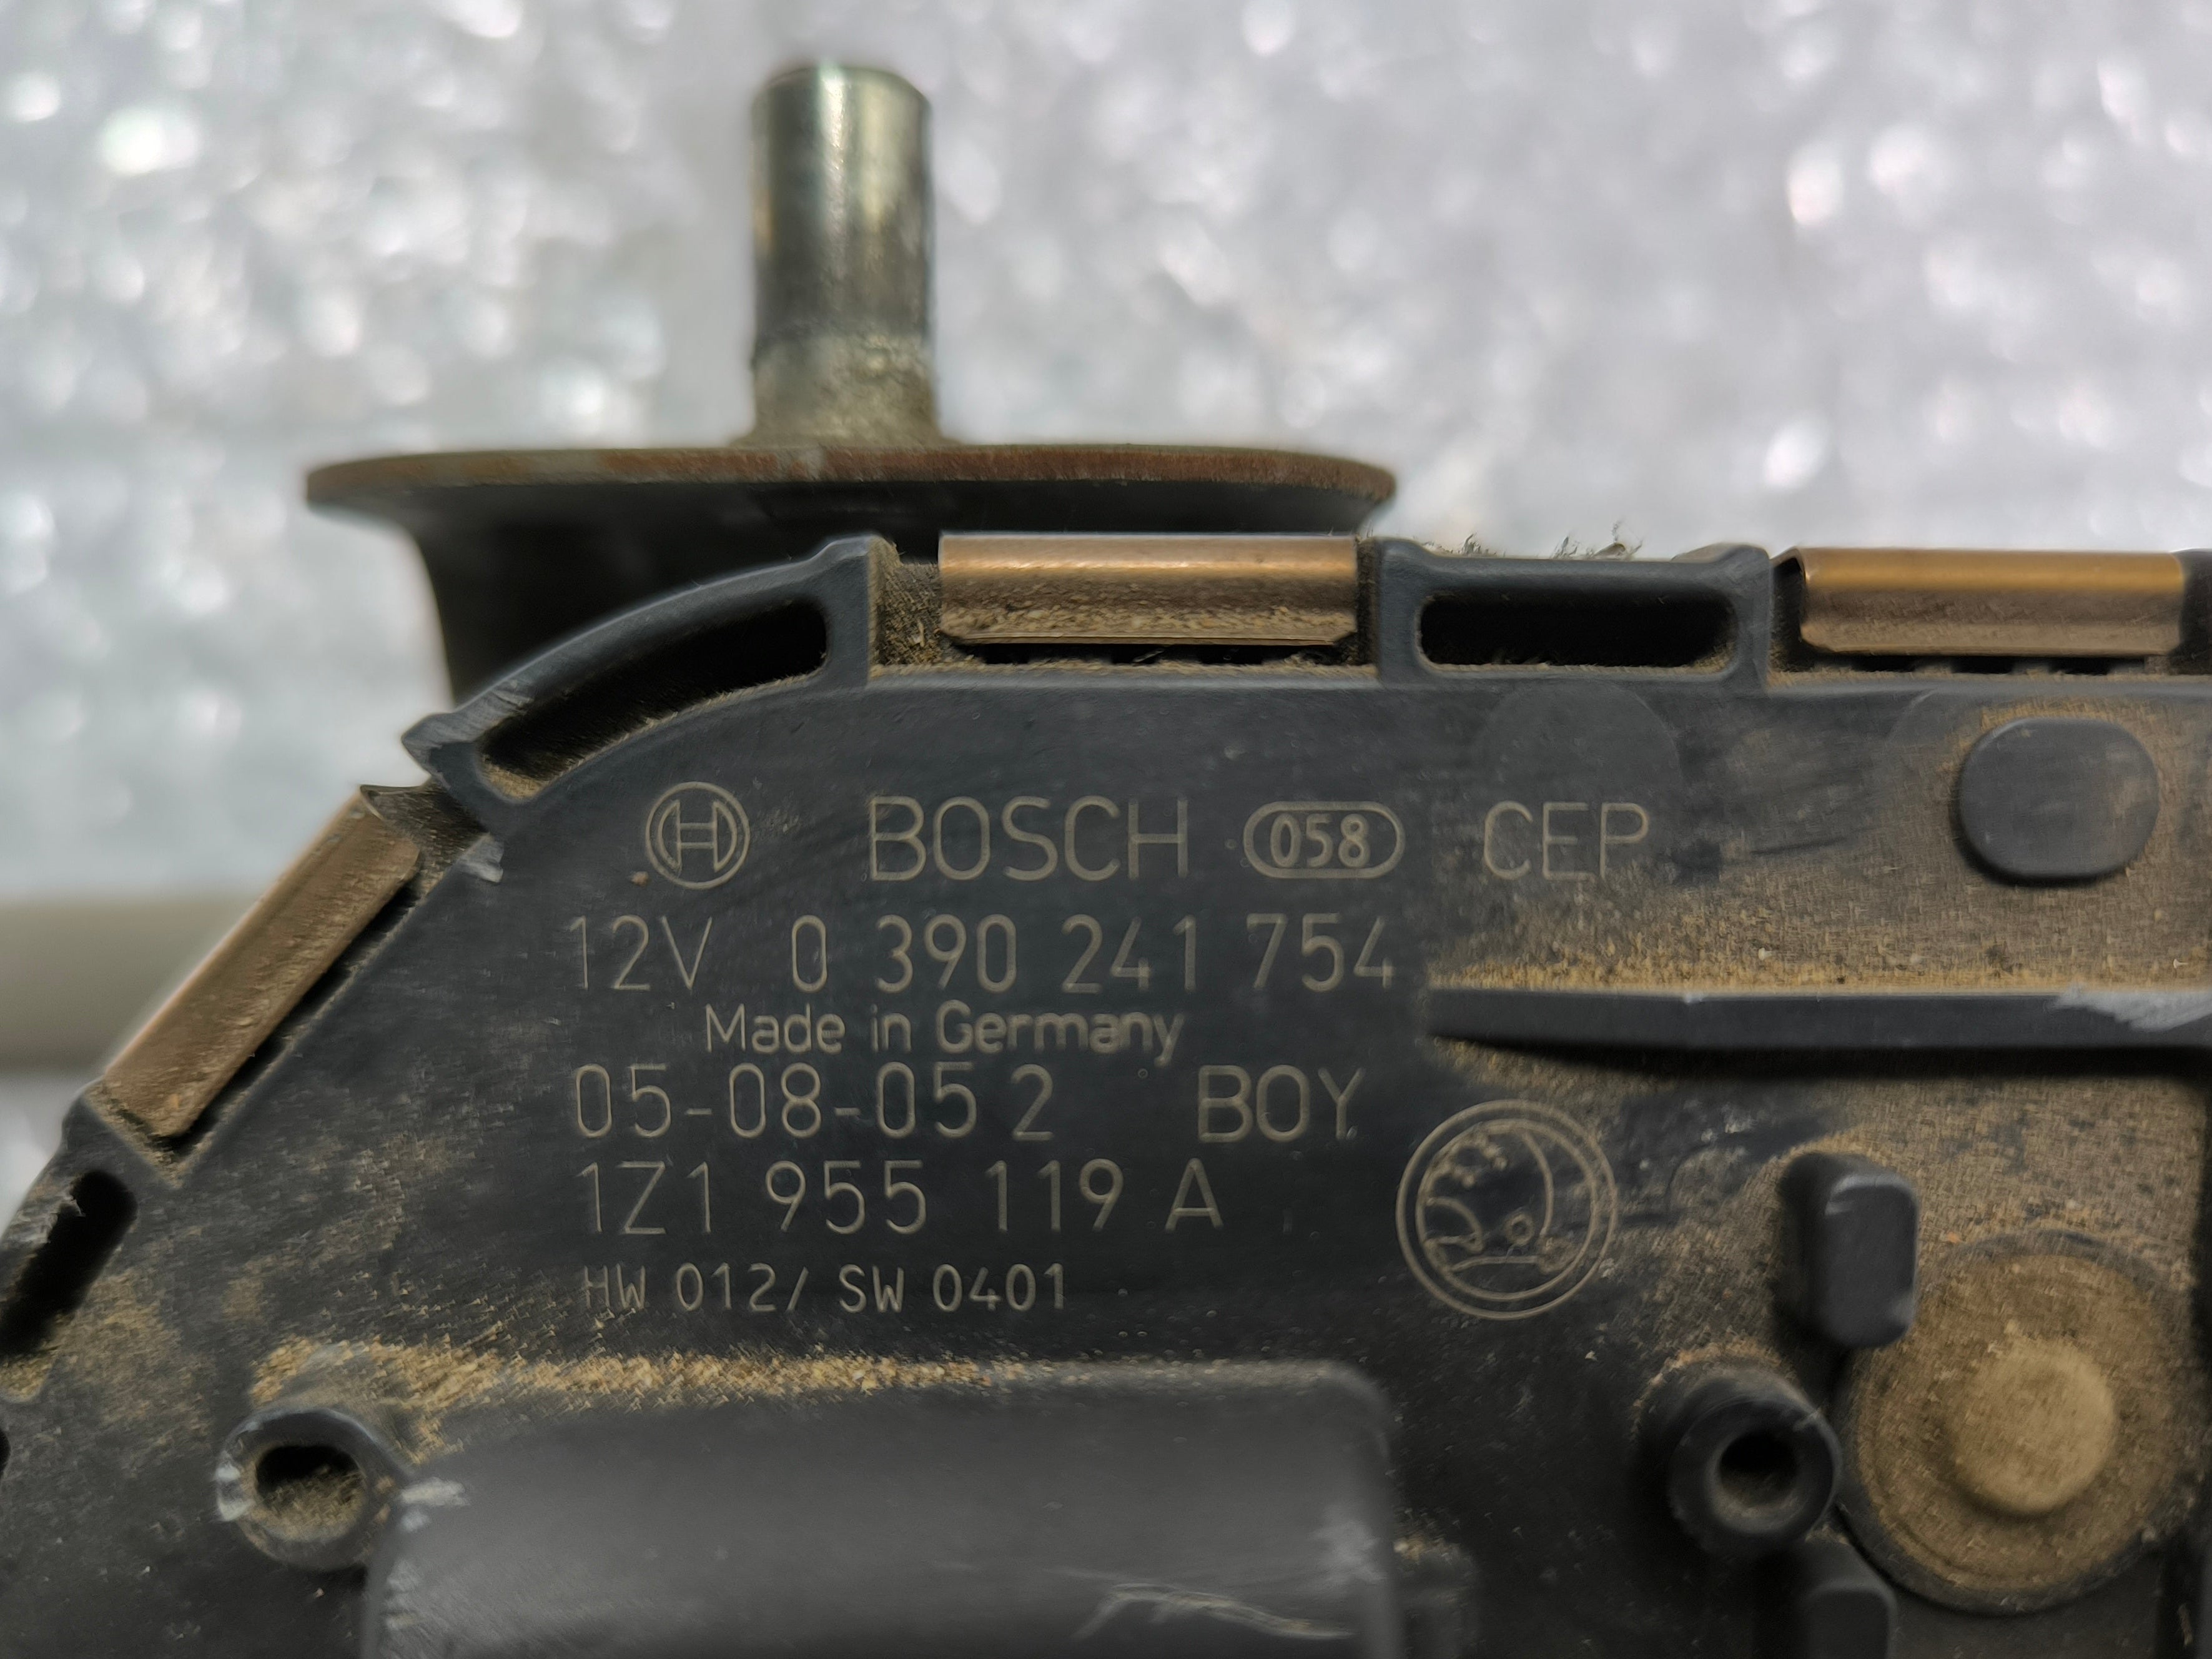 BOSCH 058 CEP
12V 0 390 241 754
Made in Germany
05-08-05 2 BOY
1Z1 955 119 A
HW 012/ SW 0401